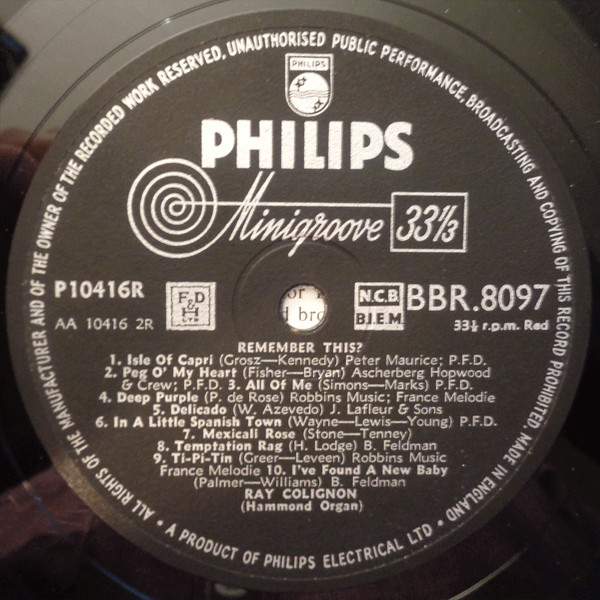 ALL RIGHTS OF THE MANUFACTURER AND OF THE OWNER OF THE RECORDED WORK RESERVED, UNAUTHORISED PUBLIC PERFORMANCE, BROADCASTING AND COPYING OF THIS RECORD PROHIBITED. MADE IN ENGLAND
PHILIPS
PHILIPS
Minigroove 33⅓
P10416R
F&D
H
N.C.B.
B.I.E.M.
BBR.8097
AA 10416 2R
33⅓ r.p.m. Red
or
d bro
REMEMBER THIS?
1. Isle Of Capri (Grosz—Kennedy) Peter Maurice; P.F.D.
2. Peg O' My Heart (Fisher—Bryan) Ascherberg Hopwood
& Crew; P.F.D. 3. All Of Me (Simons—Marks) P.F.D.
4. Deep Purple (P. de Rose) Robbins Music; France Melodie
5. Delicado (W. Azevedo) J. Lafleur & Sons
6. In A Little Spanish Town (Wayne—Lewis—Young) P.F.D.
7. Mexicali Rose (Stone—Tenney)
8. Temptation Rag (H. Lodge) B. Feldman
9. Ti-Pi-Tin (Greer—Leveen) Robbins Music
France Melodie 10. I've Found A New Baby
(Palmer—Williams) B. Feldman
RAY COLIGNON
(Hammond Organ)
• A PRODUCT OF PHILIPS ELECTRICAL LTD •